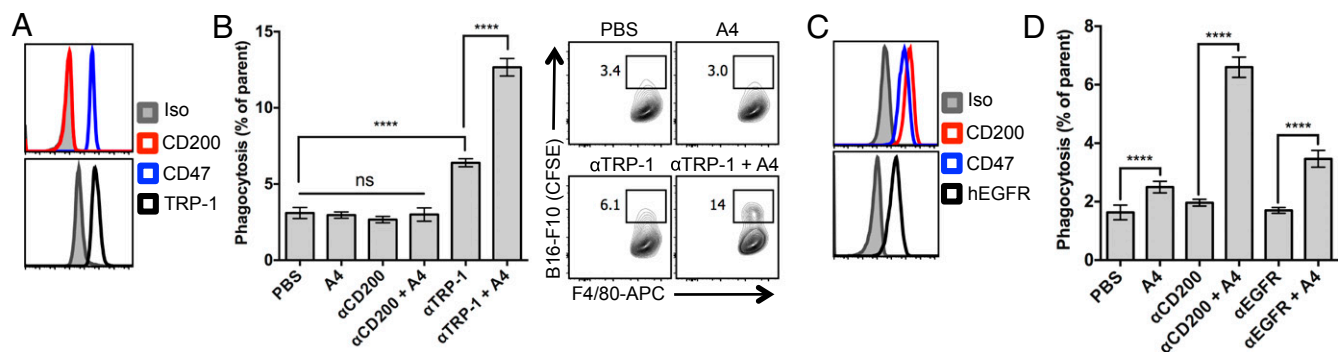 A
Iso
CD200
CD47
TRP-1
B
Phagocytosis (% of parent)
15
10
5
0
****
****
ns
PBS
A4
αCD200
αCD200 + A4
αTRP-1
αTRP-1 + A4
PBS
A4
3.4
3.0
αTRP-1
αTRP-1 + A4
6.1
14
B16-F10 (CFSE)
F4/80-APC
C
Iso
CD200
CD47
hEGFR
D
Phagocytosis (% of parent)
8
6
4
2
0
****
****
****
PBS
A4
αCD200
αCD200 + A4
αEGFR
αEGFR + A4